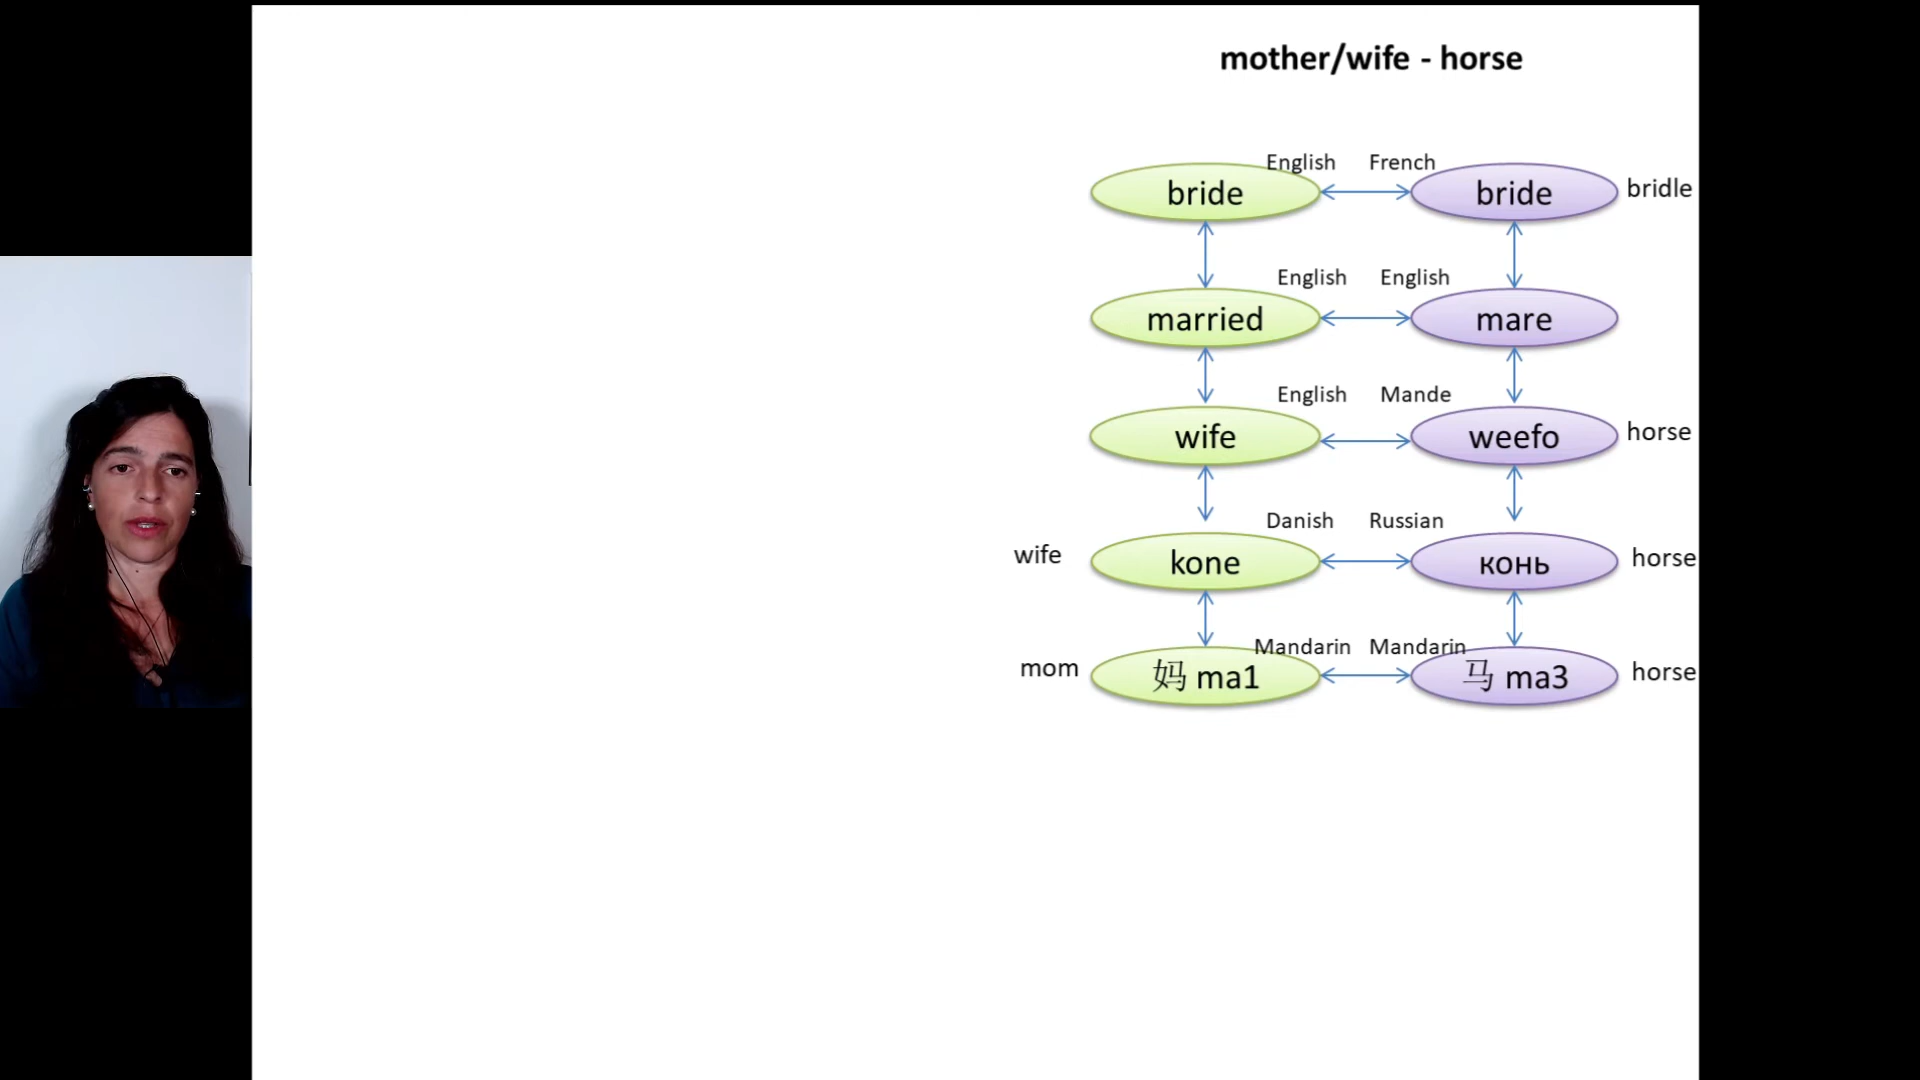 mother/wife - horse
English French
bride bride bridle
English English
married mare
English Mande
wife weefo horse
Danish Russian
wife kone конь horse
Mandarin Mandarin
mom 妈 ma1 马 ma3 horse